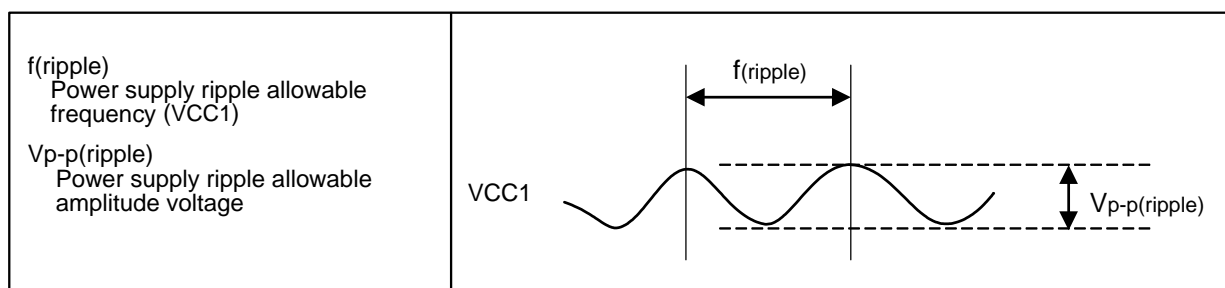 f(ripple)
Power supply ripple allowable
frequency (VCC1)
Vp-p(ripple)
Power supply ripple allowable
amplitude voltage
f(ripple)
VCC1
Vp-p(ripple)